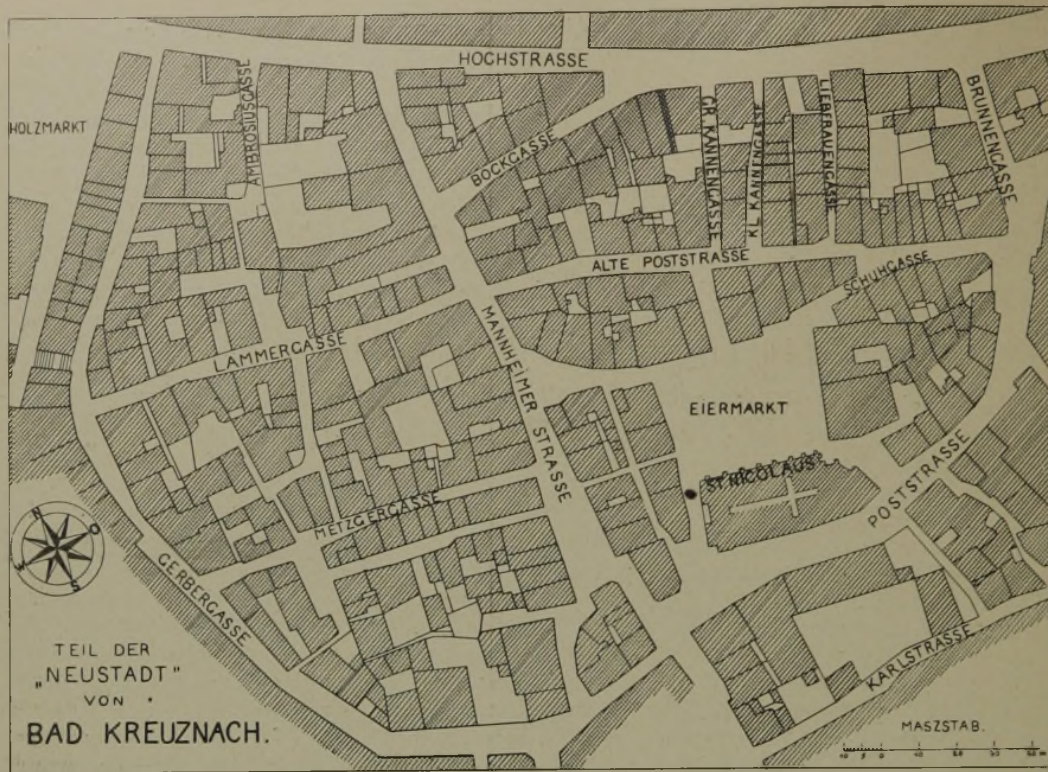 HOCHSTRASSE
HOLZMARKT
AMBROSIUSGASSE
BOCKGASSE
GR. KANNENGASSE
KL. KANNENGASSE
LIEBFRAUENGASSE
BRUNNENGASSE
ALTE POSTSTRASSE
SCHUHGASSE
LAMMERGASSE
MANNHEIMER STRASSE
EIERMARKT
ST. NICOLAUS
METZGERGASSE
POSTSTRASSE
GERBERGASSE
KARLSTRASSE
N
O
W
S
TEIL DER
„NEUSTADT"
VON
BAD KREUZNACH.
MASZSTAB.